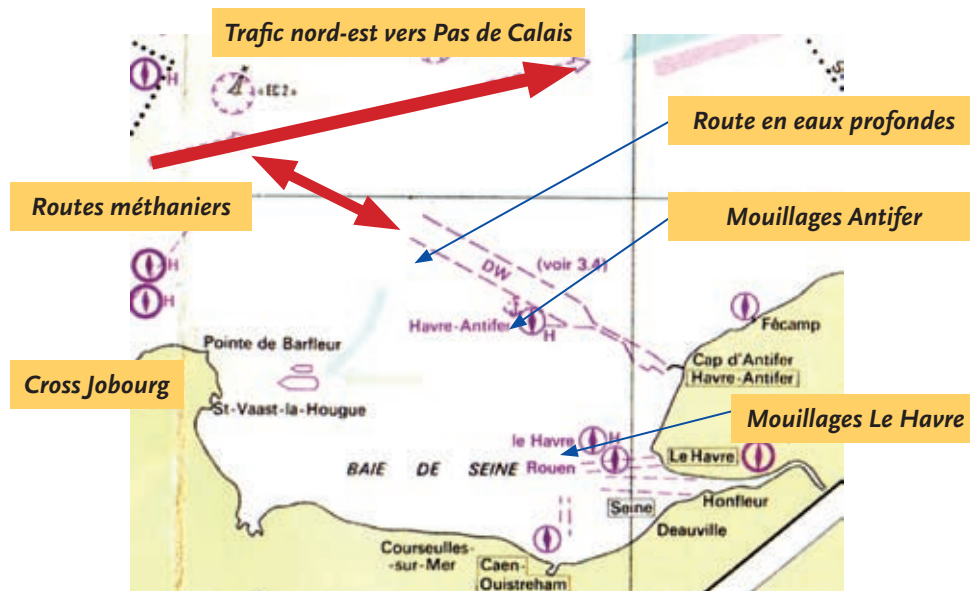 Trafic nord-est vers Pas de Calais
H
« EC2 »
Route en eaux profondes
Routes méthaniers
Mouillages Antifer
H
H
DW
(voir 3.4)
Havre-Antifer
H
Fécamp
Pointe de Barfleur
Cap d'Antifer
Havre-Antifer
Cross Jobourg
St-Vaast-la-Hougue
Mouillages Le Havre
le Havre
H
BAIE DE SEINE
Rouen
Le Havre
Seine
Honfleur
Deauville
Courseulles-
-sur-Mer
Caen-
Ouistreham